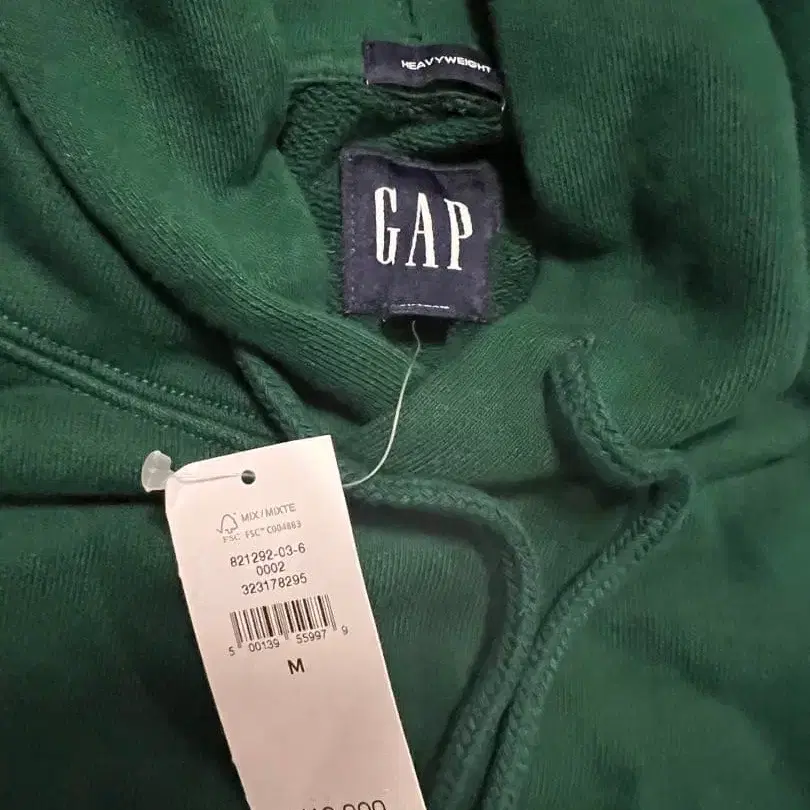 HEAVYWEIGHT
GAP
MIX/MIXTE
FSC FSC™ C004863
821292-03-6
0002
323178295
5 00139 55997 9
M